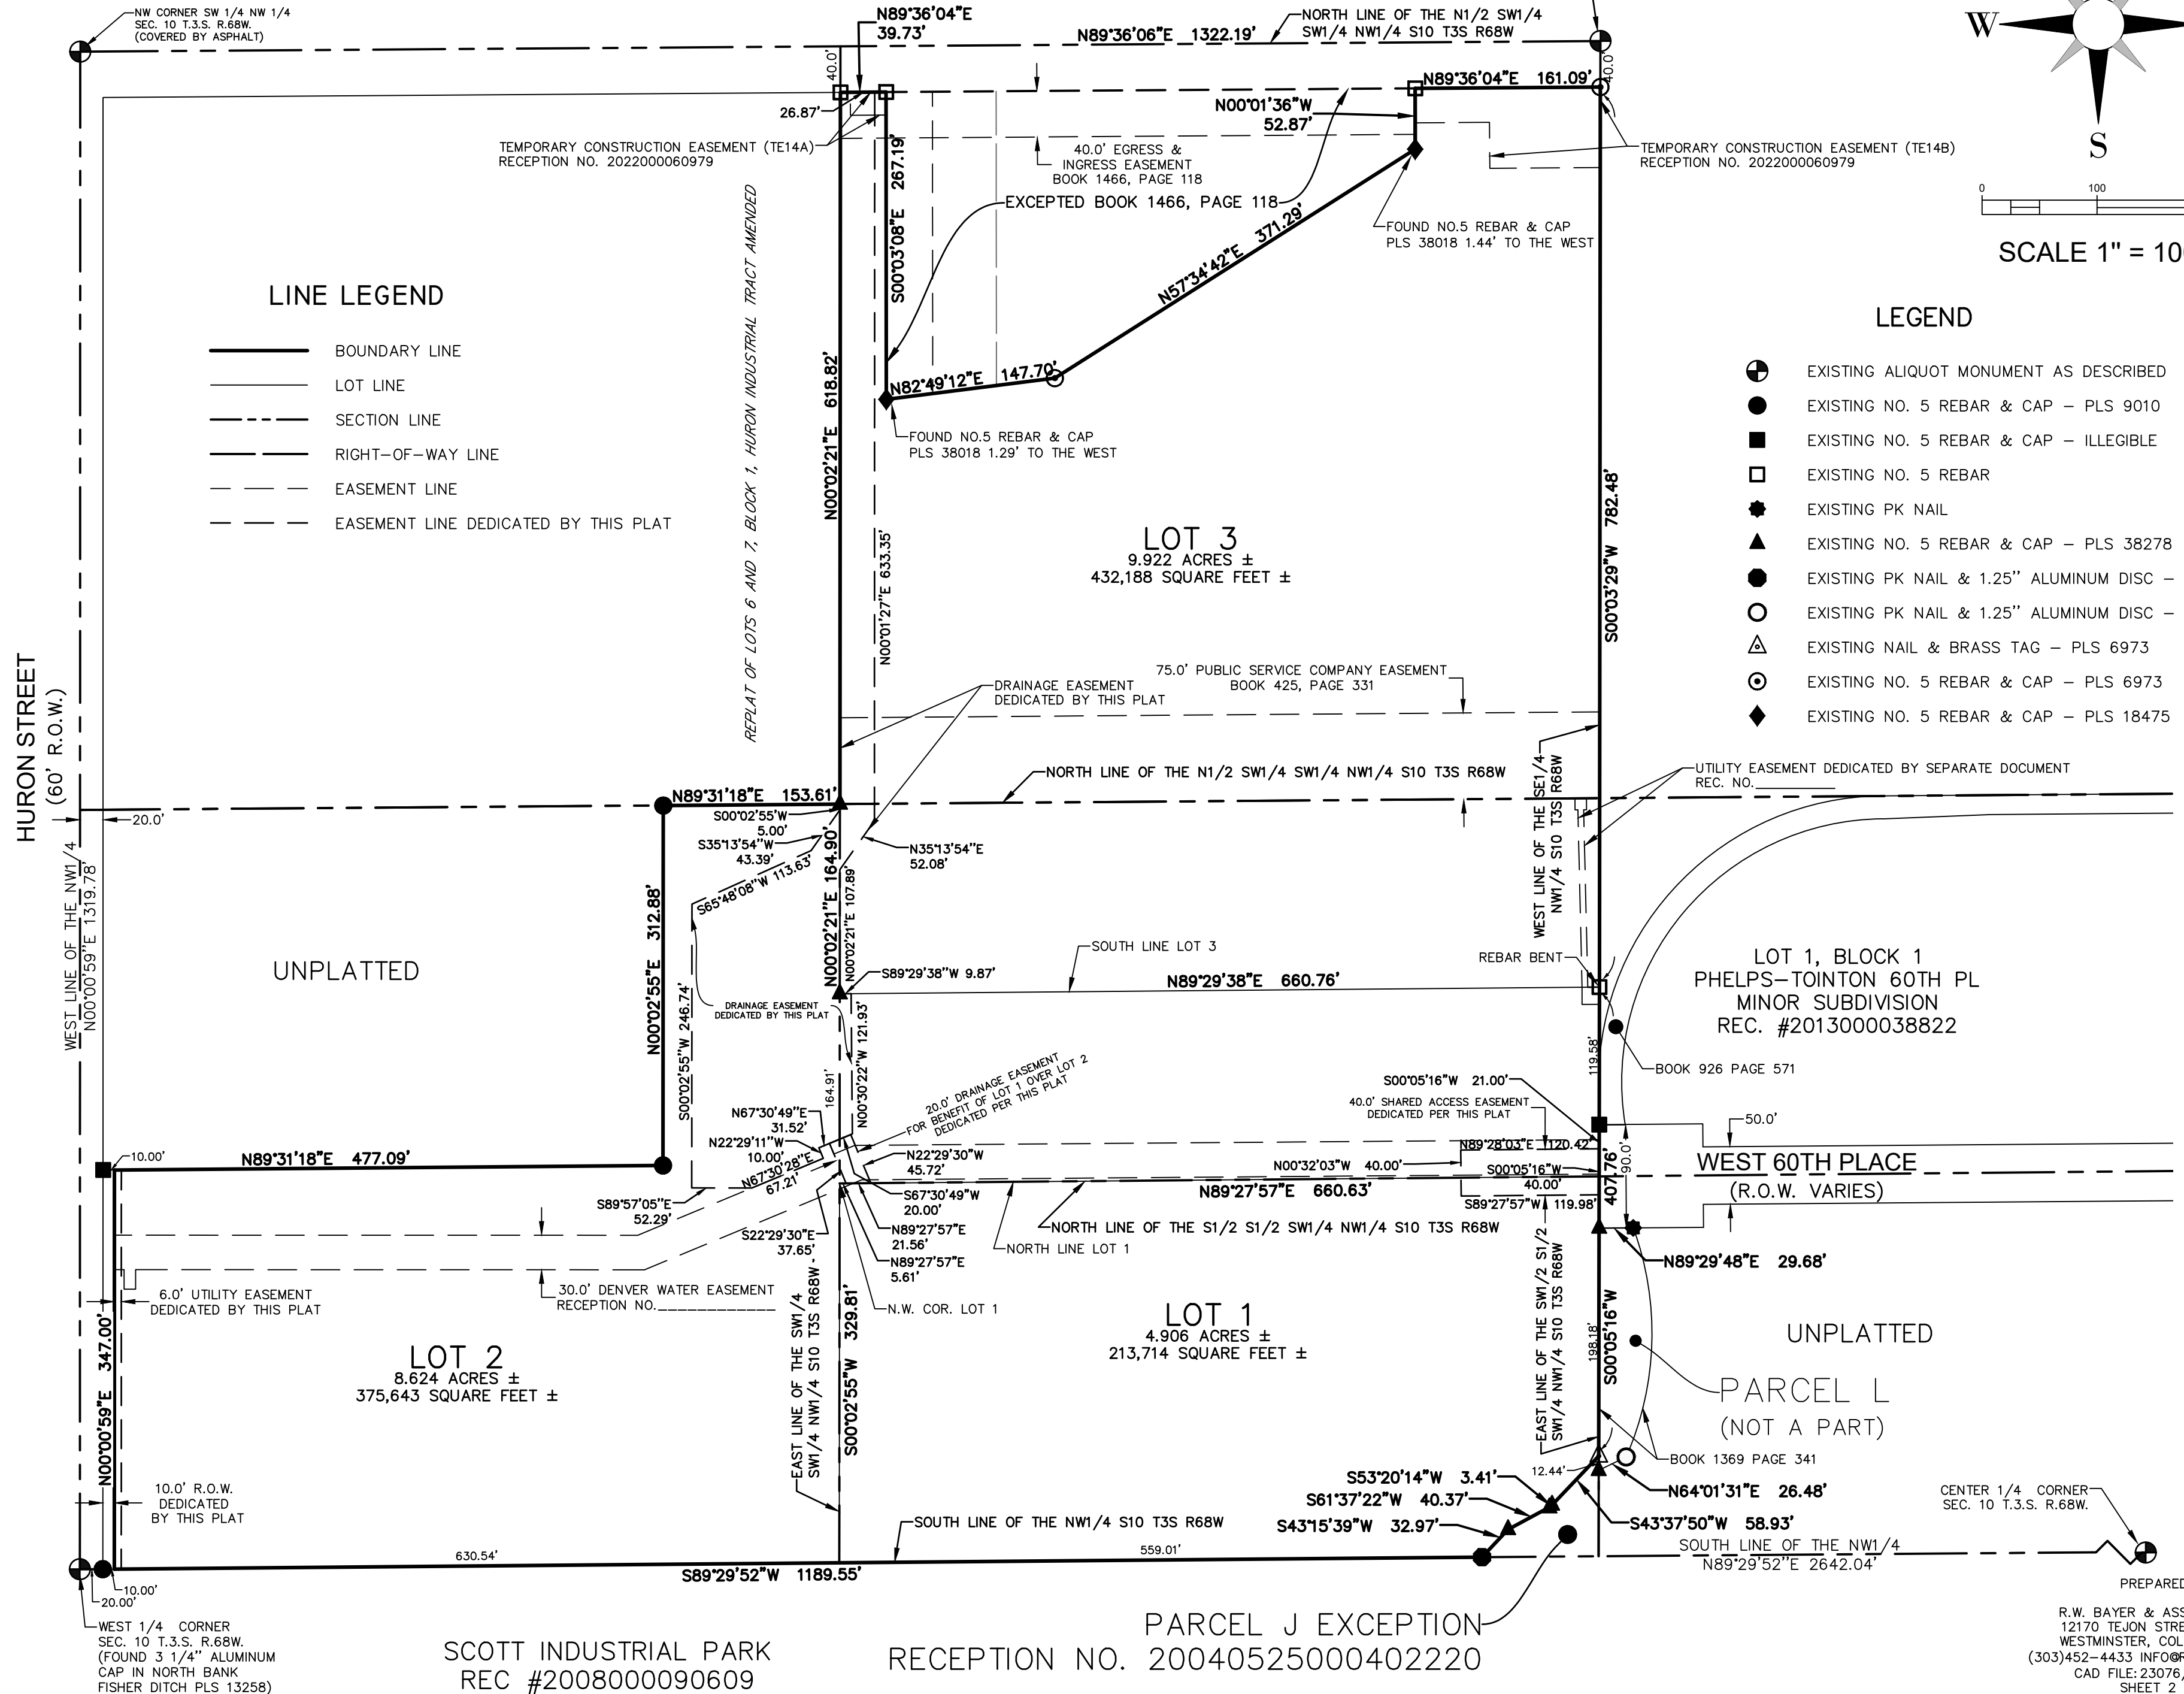 NW CORNER SW 1/4 NW 1/4
SEC. 10 T.3.S. R.68W.
(COVERED BY ASPHALT)
N89°36'04"E
39.73'
N89°36'06"E 1322.19'
NORTH LINE OF THE N1/2 SW1/4
SW1/4 NW1/4 S10 T3S R68W
W
S
40.0'
40.0'
26.87'
N00°01'36"W
52.87'
N89°36'04"E 161.09'
TEMPORARY CONSTRUCTION EASEMENT (TE14A)
RECEPTION NO. 2022000060979
40.0' EGRESS &
INGRESS EASEMENT
BOOK 1466, PAGE 118
EXCEPTED BOOK 1466, PAGE 118
TEMPORARY CONSTRUCTION EASEMENT (TE14B)
RECEPTION NO. 2022000060979
0 100
SCALE 1" = 10
FOUND NO.5 REBAR & CAP
PLS 38018 1.44' TO THE WEST
S00°03'08"E 267.19'
N57°34'42"E 371.29'
N82°49'12"E 147.70'
FOUND NO.5 REBAR & CAP
PLS 38018 1.29' TO THE WEST
REPLAT OF LOTS 6 AND 7, BLOCK 1, HURON INDUSTRIAL TRACT AMENDED
N00°02'21"E 618.82'
N00°01'27"E 633.35'
LINE LEGEND
BOUNDARY LINE
LOT LINE
SECTION LINE
RIGHT-OF-WAY LINE
EASEMENT LINE
EASEMENT LINE DEDICATED BY THIS PLAT
LEGEND
EXISTING ALIQUOT MONUMENT AS DESCRIBED
EXISTING NO. 5 REBAR & CAP - PLS 9010
EXISTING NO. 5 REBAR & CAP - ILLEGIBLE
EXISTING NO. 5 REBAR
EXISTING PK NAIL
EXISTING NO. 5 REBAR & CAP - PLS 38278
EXISTING PK NAIL & 1.25'' ALUMINUM DISC -
EXISTING PK NAIL & 1.25'' ALUMINUM DISC -
EXISTING NAIL & BRASS TAG - PLS 6973
EXISTING NO. 5 REBAR & CAP - PLS 6973
EXISTING NO. 5 REBAR & CAP - PLS 18475
LOT 3
9.922 ACRES ±
432,188 SQUARE FEET ±
S00°03'29"W 782.48'
DRAINAGE EASEMENT
DEDICATED BY THIS PLAT
75.0' PUBLIC SERVICE COMPANY EASEMENT
BOOK 425, PAGE 331
HURON STREET
(60' R.O.W.)
20.0'
WEST LINE OF THE NW1/4
N00°00'59"E 1319.78'
UNPLATTED
NORTH LINE OF THE N1/2 SW1/4 SW1/4 NW1/4 S10 T3S R68W
WEST LINE OF THE SE1/4
NW1/4 S10 T3S R68W
UTILITY EASEMENT DEDICATED BY SEPARATE DOCUMENT
REC. NO.__________
N89°31'18"E 153.61'
S00°02'55"W
5.00'
S35°13'54"W
43.39'
S65°48'08"W 113.63'
N35°13'54"E
52.08'
N00°02'21"E 164.90'
N00°02'21"E 107.89'
N00°02'55"E 312.88'
S00°02'55"W 246.74'
SOUTH LINE LOT 3
S89°29'38"W 9.87'
N89°29'38"E 660.76'
REBAR BENT
DRAINAGE EASEMENT
DEDICATED BY THIS PLAT
164.91'
N00°30'22"W 121.93'
20.0' DRAINAGE EASEMENT
FOR BENEFIT OF LOT 1 OVER LOT 2
DEDICATED PER THIS PLAT
LOT 1, BLOCK 1
PHELPS-TOINTON 60TH PL
MINOR SUBDIVISION
REC. #2013000038822
BOOK 926 PAGE 571
119.58'
S00°05'16"W 21.00'
40.0' SHARED ACCESS EASEMENT
DEDICATED PER THIS PLAT
N89°28'03"E 120.42'
N00°32'03"W 40.00'
S00°05'16"W
40.00'
S89°27'57"W 119.98'
407.76'
90.0'
50.0'
WEST 60TH PLACE
(R.O.W. VARIES)
N67°30'49"E
31.52'
N22°29'11"W
10.00'
N67°30'28"E
67.21'
S89°57'05"E
52.29'
S22°29'30"E
37.65'
N22°29'30"W
45.72'
S67°30'49"W
20.00'
N89°27'57"E
21.56'
N89°27'57"E
5.61'
N89°27'57"E 660.63'
NORTH LINE OF THE S1/2 S1/2 SW1/4 NW1/4 S10 T3S R68W
NORTH LINE LOT 1
N.W. COR. LOT 1
10.00'
N89°31'18"E 477.09'
6.0' UTILITY EASEMENT
DEDICATED BY THIS PLAT
30.0' DENVER WATER EASEMENT
RECEPTION NO.______________
N89°29'48"E 29.68'
LOT 2
8.624 ACRES ±
375,643 SQUARE FEET ±
N00°00'59"E 347.00'
10.0' R.O.W.
DEDICATED
BY THIS PLAT
EAST LINE OF THE SW1/4
SW1/4 NW1/4 S10 T3S R68W
S00°02'55"W 329.81'
LOT 1
4.906 ACRES ±
213,714 SQUARE FEET ±
EAST LINE OF THE SW1/2 S1/2
SW1/4 NW1/4 S10 T3S R68W
198.18'
S00°05'16"W
UNPLATTED
PARCEL L
(NOT A PART)
BOOK 1369 PAGE 341
12.44'
S53°20'14"W 3.41'
S61°37'22"W 40.37'
S43°15'39"W 32.97'
N64°01'31"E 26.48'
S43°37'50"W 58.93'
CENTER 1/4 CORNER
SEC. 10 T.3.S. R.68W.
SOUTH LINE OF THE NW1/4
N89°29'52"E 2642.04'
SOUTH LINE OF THE NW1/4 S10 T3S R68W
630.54'
559.01'
S89°29'52"W 1189.55'
10.00'
20.00'
WEST 1/4 CORNER
SEC. 10 T.3.S. R.68W.
(FOUND 3 1/4" ALUMINUM
CAP IN NORTH BANK
FISHER DITCH PLS 13258)
SCOTT INDUSTRIAL PARK
REC #2008000090609
PARCEL J EXCEPTION
RECEPTION NO. 20040525000402220
PREPARED
R.W. BAYER & ASS
12170 TEJON STRE
WESTMINSTER, COL
(303)452-4433 INFO@R
CAD FILE: 23076/
SHEET 2